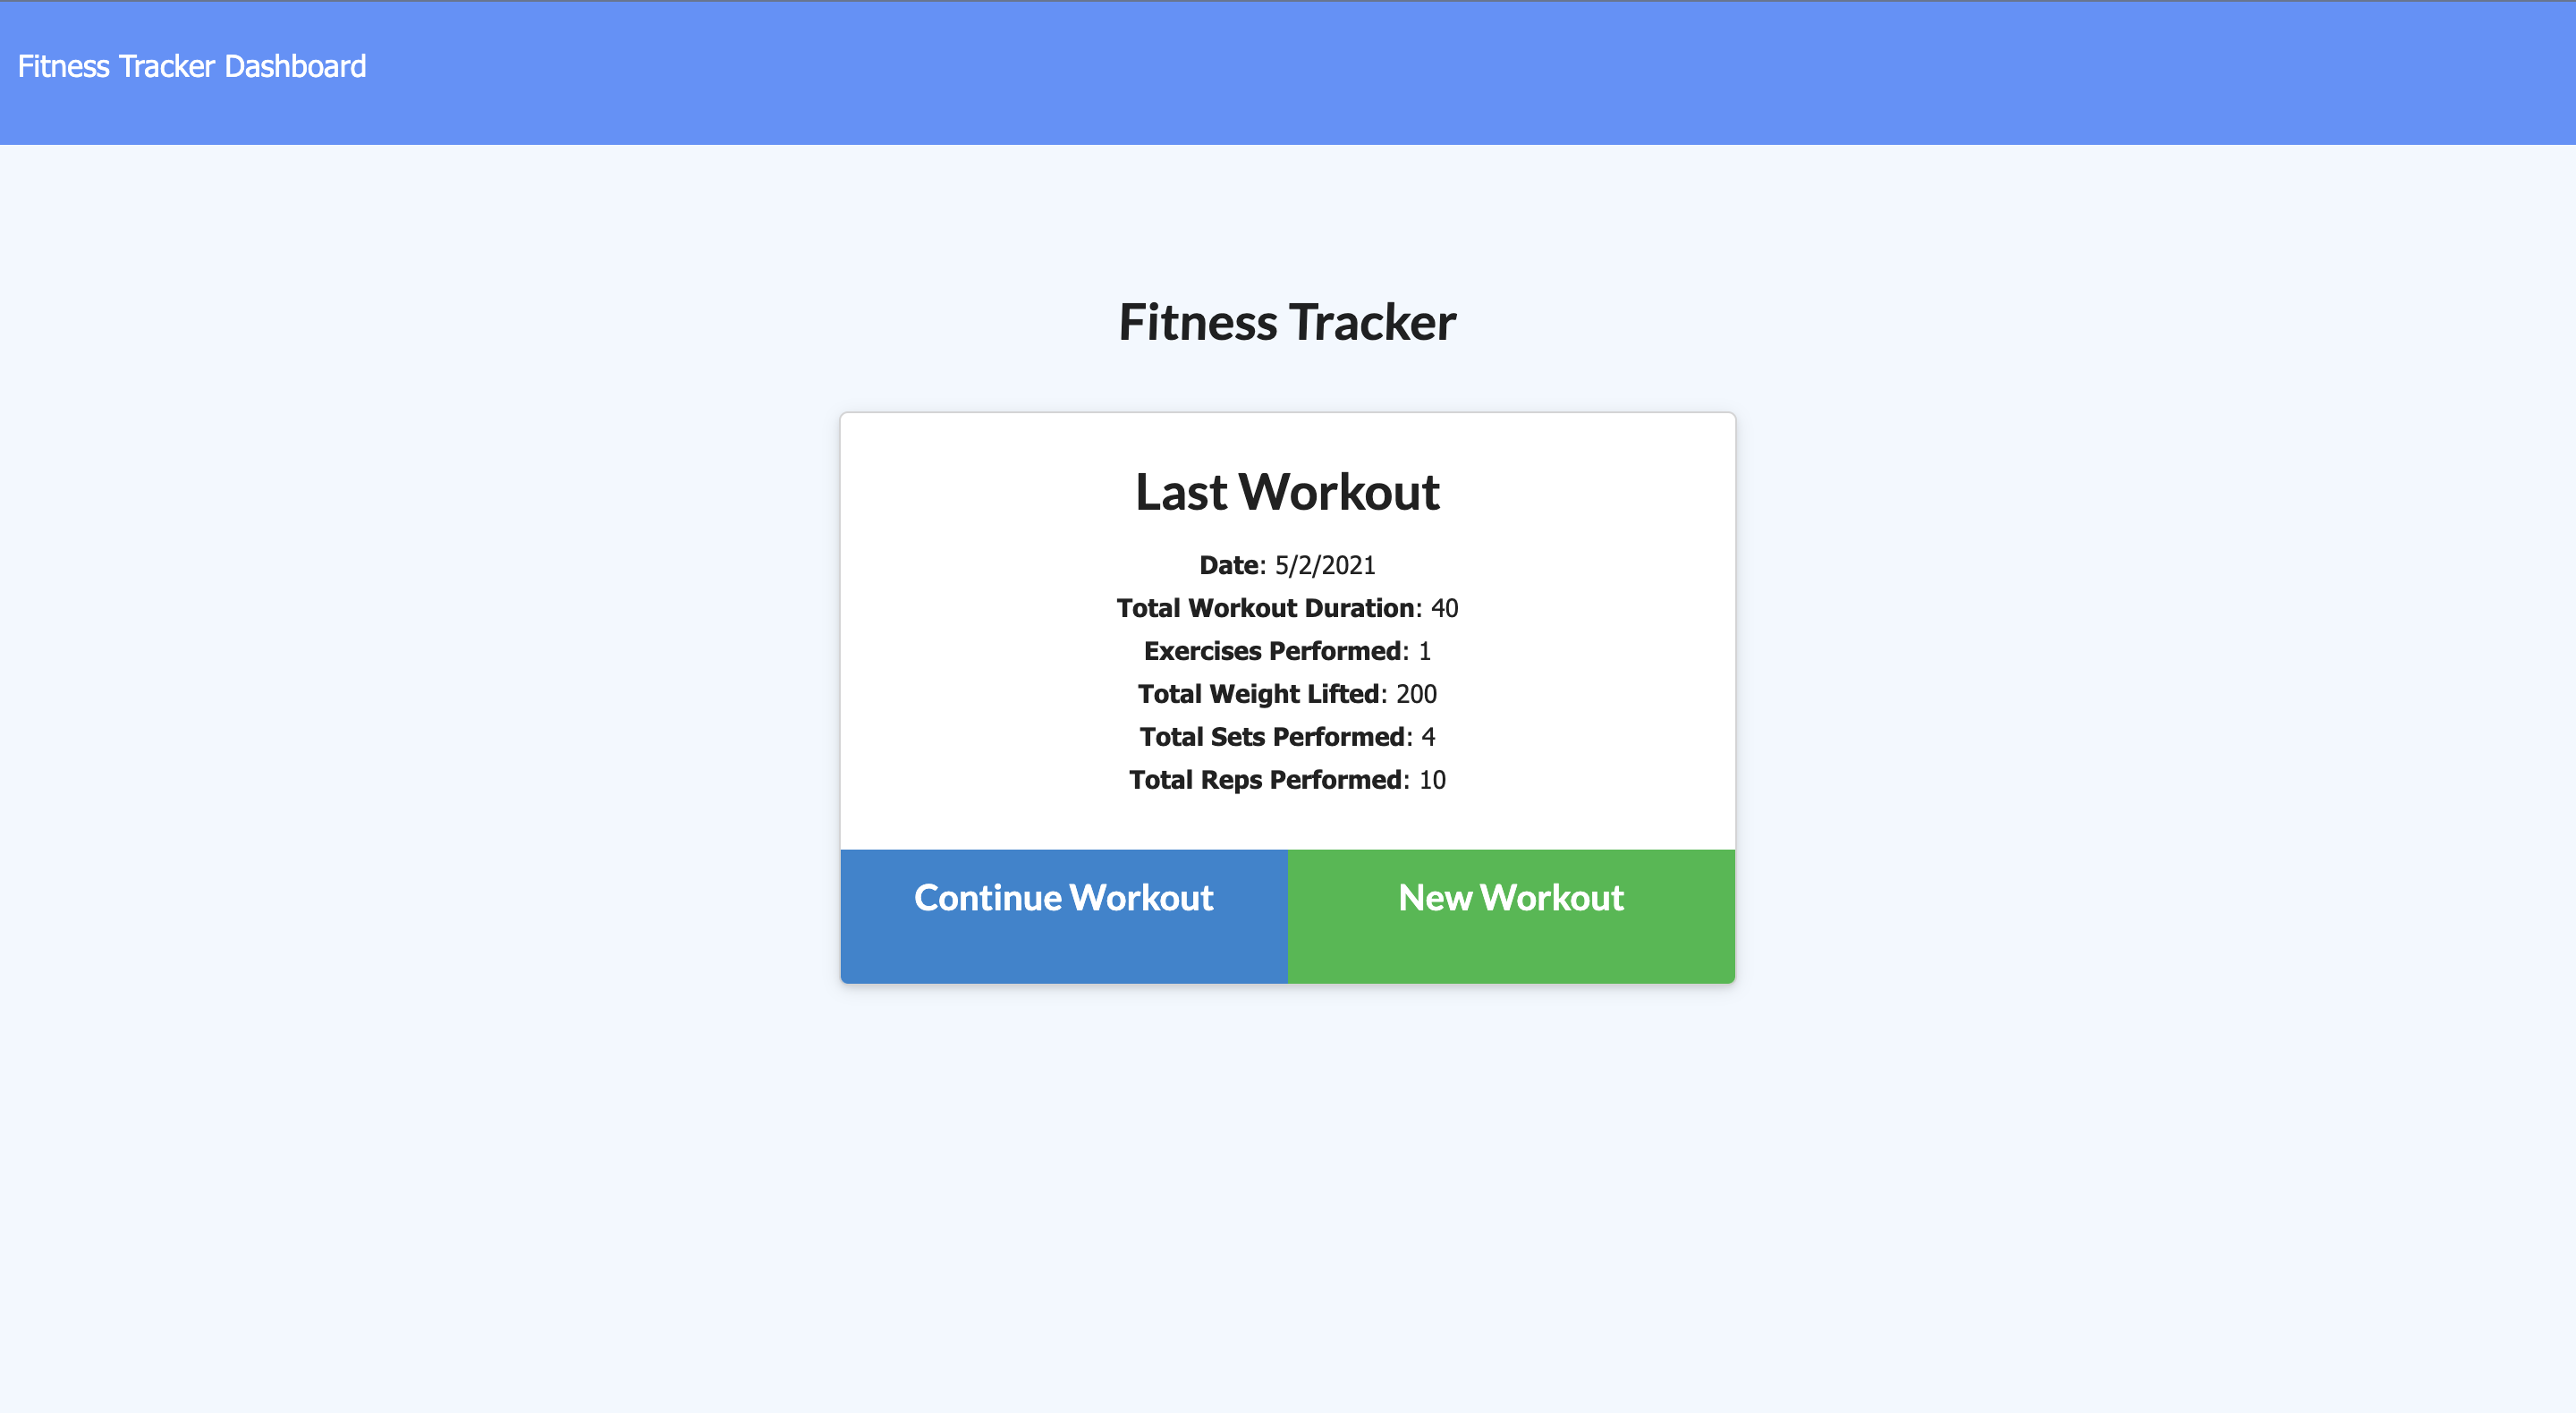 Fitness Tracker Dashboard
Fitness Tracker
Last Workout
Date: 5/2/2021
Total Workout Duration: 40
Exercises Performed: 1
Total Weight Lifted: 200
Total Sets Performed: 4
Total Reps Performed: 10
Continue Workout
New Workout